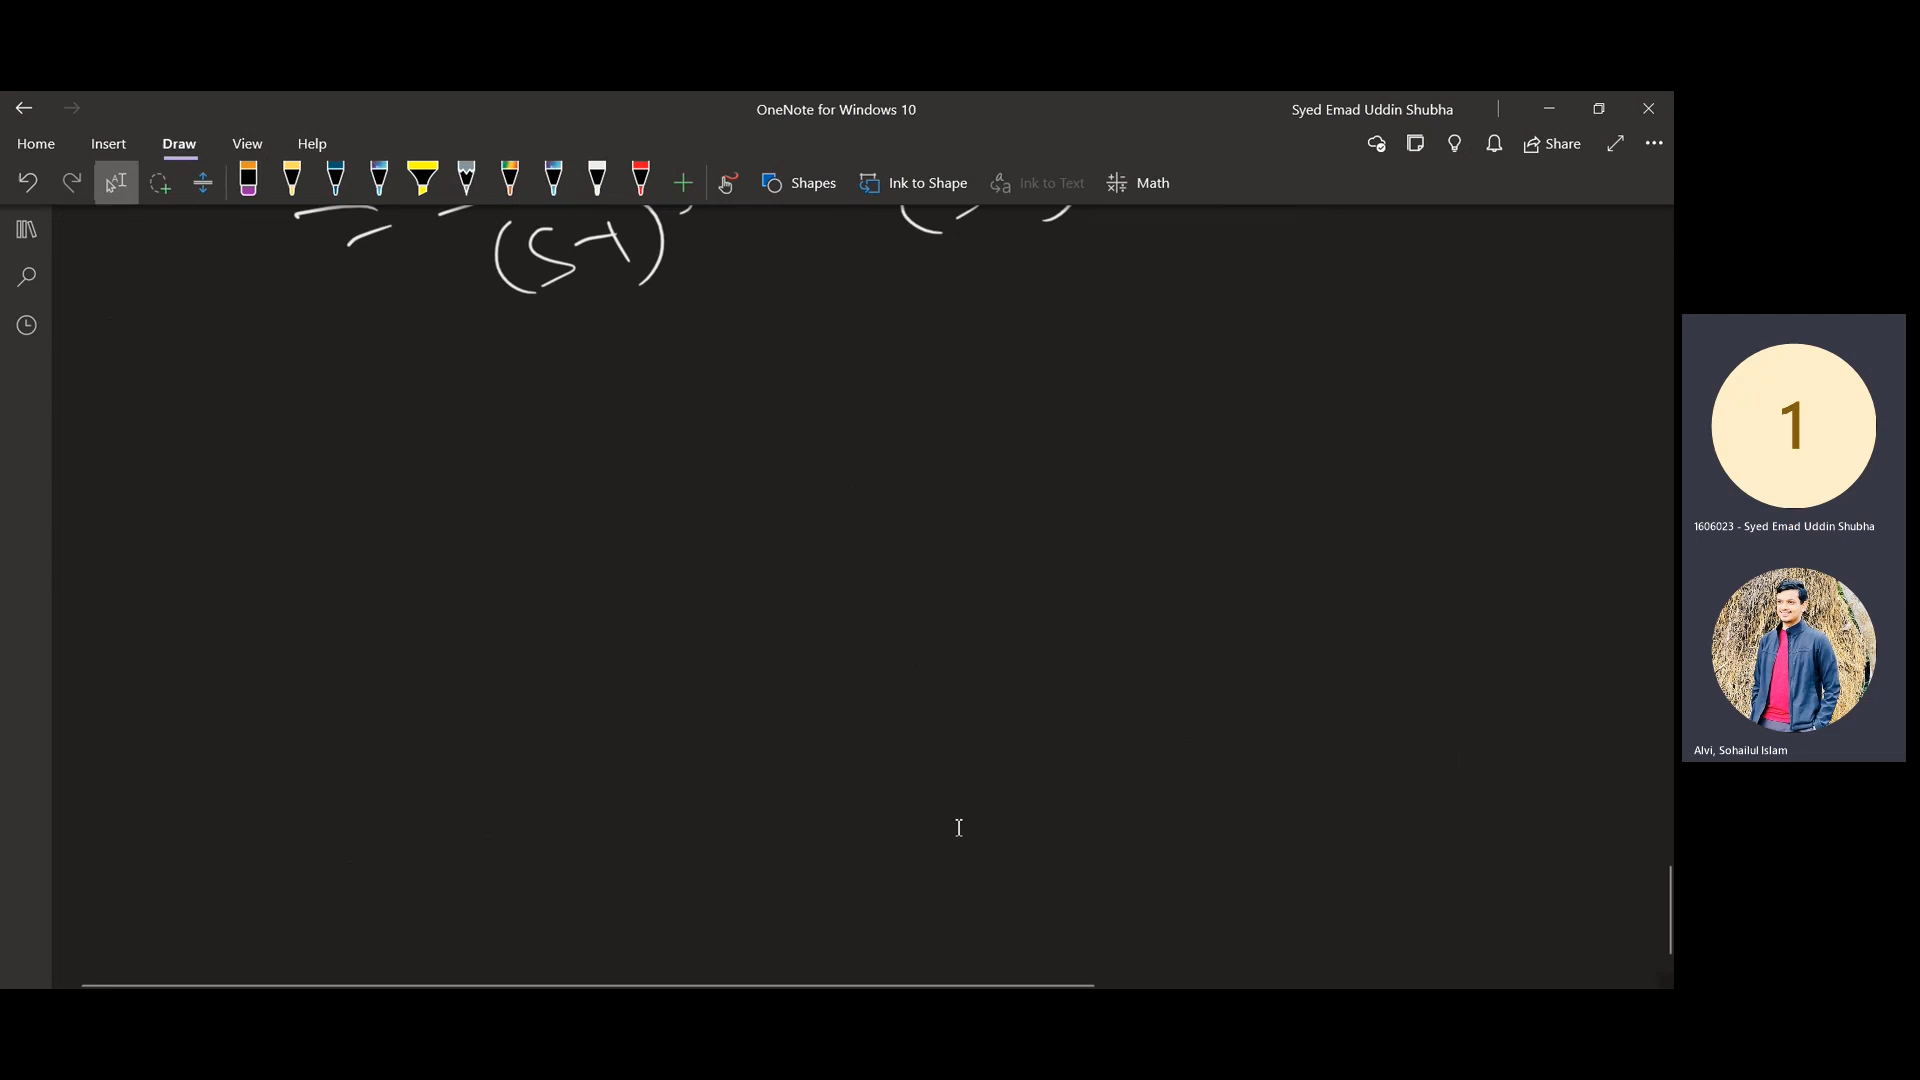 OneNote for Windows 10
Syed Emad Uddin Shubha
Home Insert Draw View Help
Share
Shapes Ink to Shape Ink to Text Math
(S-1)
1
1606023 - Syed Emad Uddin Shubha
Alvi, Sohailul Islam